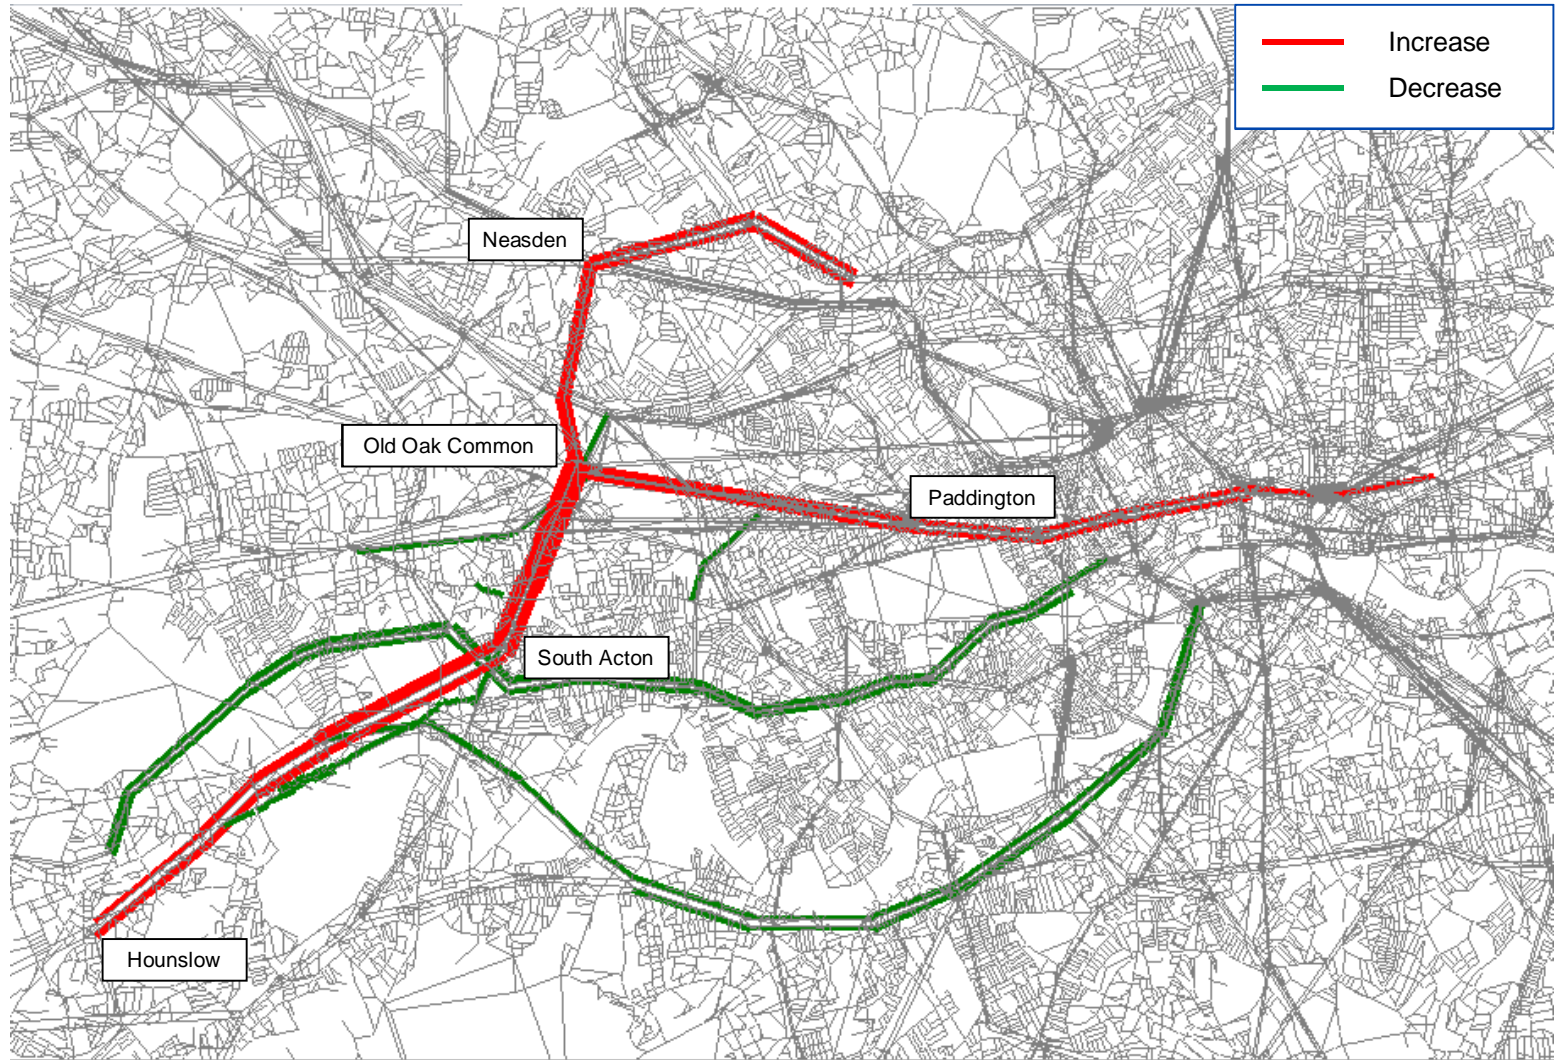 Increase
Decrease
Neasden
Old Oak Common
Paddington
South Acton
Hounslow